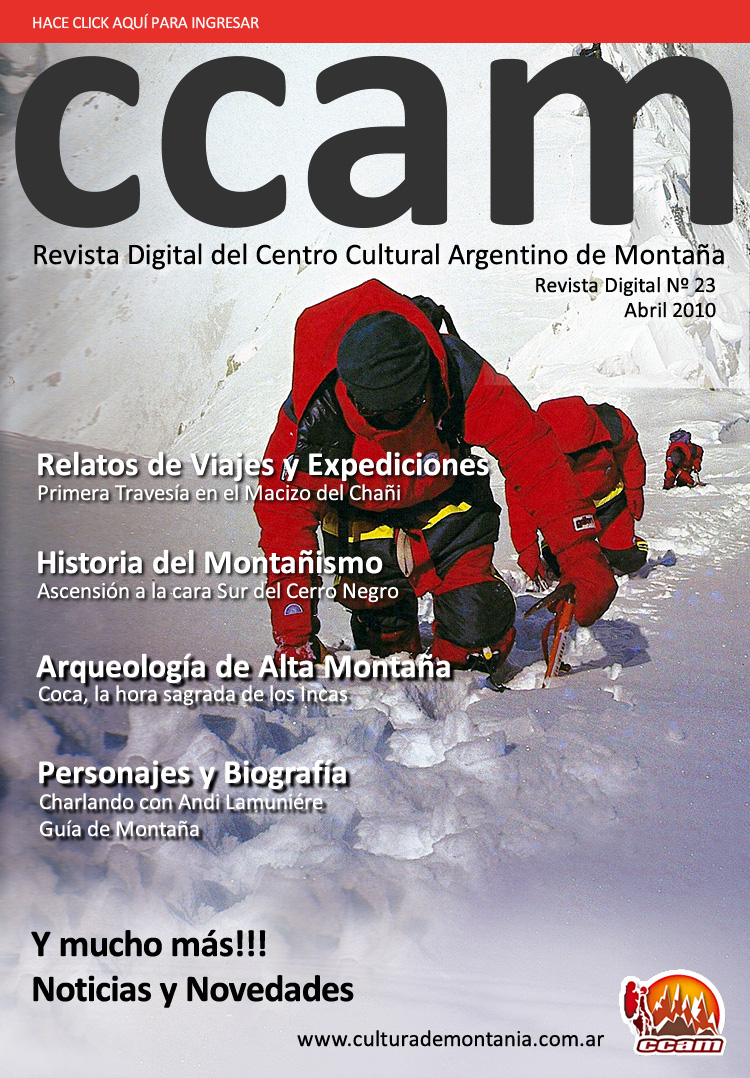 HACE CLICK AQUÍ PARA INGRESAR
ccam
Revista Digital del Centro Cultural Argentino de Montaña
Revista Digital Nº 23
Abril 2010
Relatos de Viajes y Expediciones
Primera Travesía en el Macizo del Chañi
Historia del Montañismo
Ascensión a la cara Sur del Cerro Negro
Arqueología de Alta Montaña
Coca, la hora sagrada de los Incas
Personajes y Biografía
Charlando con Andi Lamuniére
Guía de Montaña
Y mucho más!!!
Noticias y Novedades
www.culturademontania.com.ar
ccam